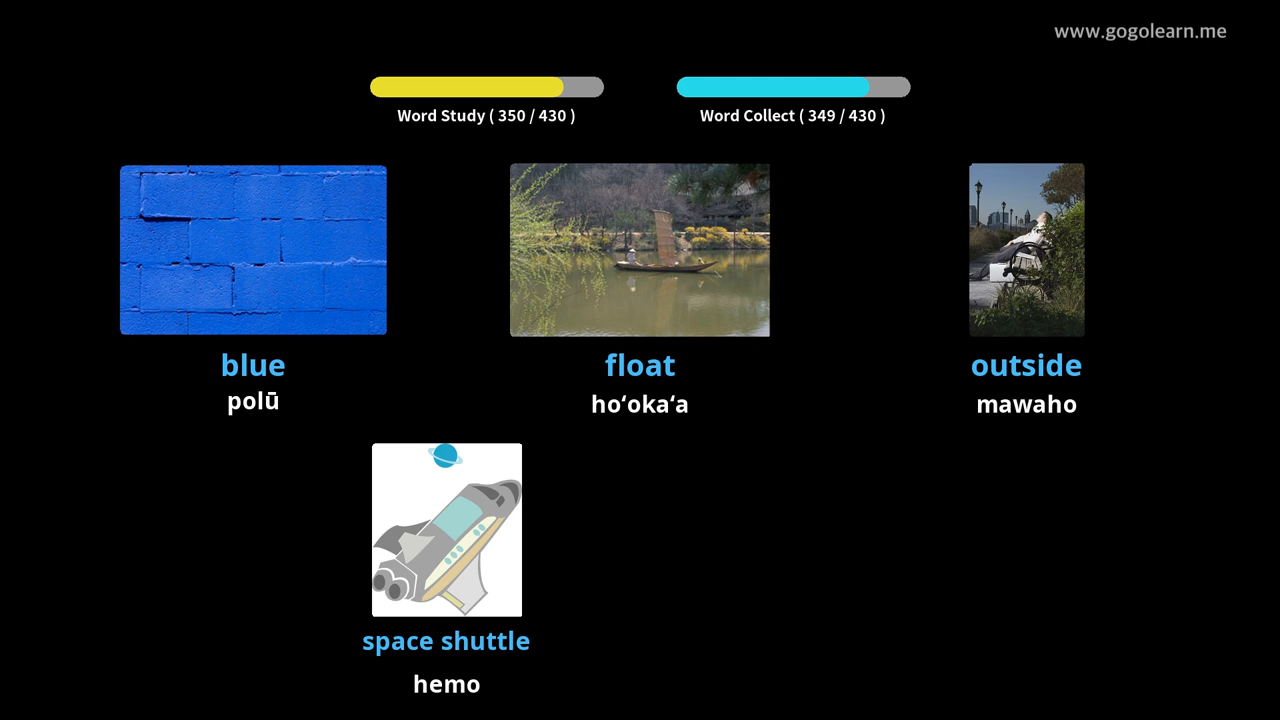 www.gogolearn.me
Word Study ( 350 / 430 )
Word Collect ( 349 / 430 )
blue
polū
float
hoʻokaʻa
outside
mawaho
space shuttle
hemo